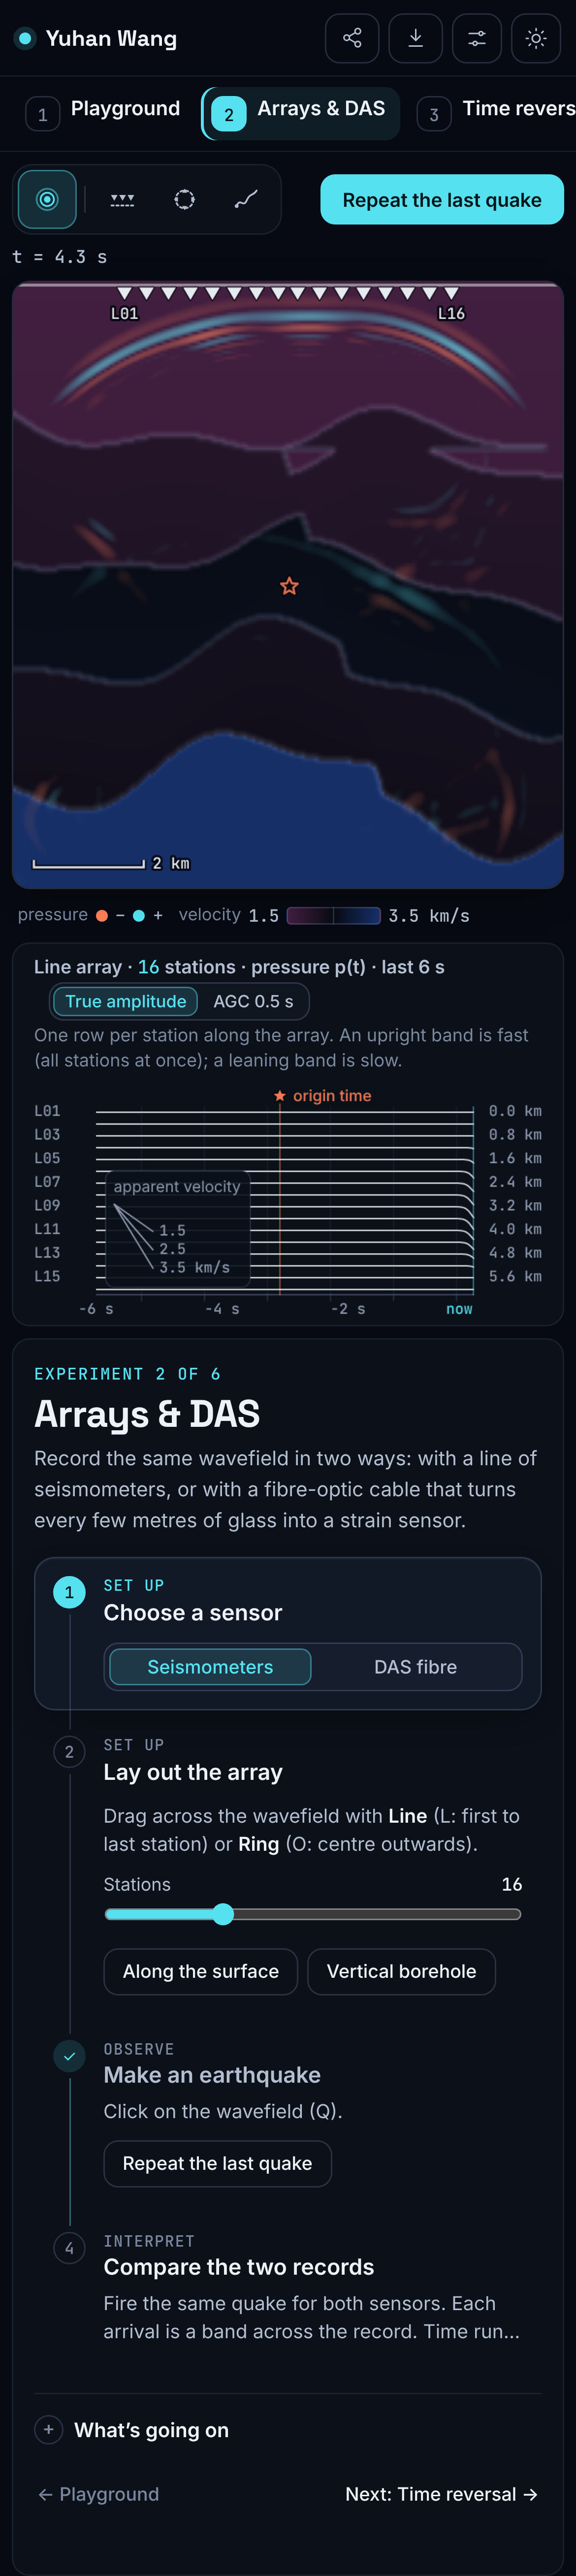 Yuhan Wang
1 Playground 2 Arrays & DAS 3 Time revers
Repeat the last quake
t = 4.3 s
L01 L16
2 km
pressure − + velocity 1.5 3.5 km/s
Line array · 16 stations · pressure p(t) · last 6 s
True amplitude AGC 0.5 s
One row per station along the array. An upright band is fast
(all stations at once); a leaning band is slow.
★ origin time
L01 0.0 km
L03 0.8 km
L05 1.6 km
L07 2.4 km
apparent velocity
L09 3.2 km
L11 1.5 4.0 km
2.5
L13 4.8 km
3.5 km/s
L15 5.6 km
-6 s -4 s -2 s now
EXPERIMENT 2 OF 6
Arrays & DAS
Record the same wavefield in two ways: with a line of
seismometers, or with a fibre-optic cable that turns
every few metres of glass into a strain sensor.
1 SET UP
Choose a sensor
Seismometers DAS fibre
2 SET UP
Lay out the array
Drag across the wavefield with Line (L: first to
last station) or Ring (O: centre outwards).
Stations 16
Along the surface Vertical borehole
✓ OBSERVE
Make an earthquake
Click on the wavefield (Q).
Repeat the last quake
4 INTERPRET
Compare the two records
Fire the same quake for both sensors. Each
arrival is a band across the record. Time run...
+ What's going on
← Playground Next: Time reversal →